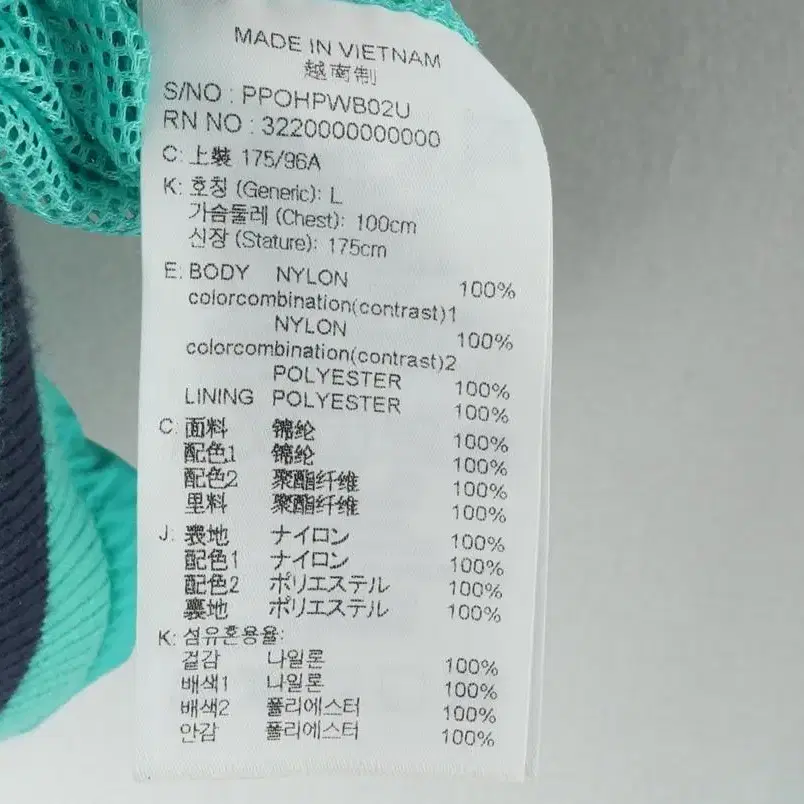 MADE IN VIETNAM
越南制
S/NO : PPOHPWB02U
RN NO : 3220000000000
C: 上裝 175/96A
K: 호칭 (Generic): L
가슴둘레 (Chest): 100cm
신장 (Stature): 175cm
E: BODY NYLON 100%
colorcombination(contrast)1
NYLON 100%
colorcombination(contrast)2
POLYESTER 100%
LINING POLYESTER 100%
C: 面料 锦纶 100%
配色1 锦纶 100%
配色2 聚酯纤维 100%
里料 聚酯纤维 100%
J: 表地 ナイロン 100%
配色1 ナイロン 100%
配色2 ポリエステル 100%
裏地 ポリエステル 100%
K: 섬유혼용율:
겉감 나일론 100%
배색1 나일론 100%
배색2 폴리에스터 100%
안감 폴리에스터 100%